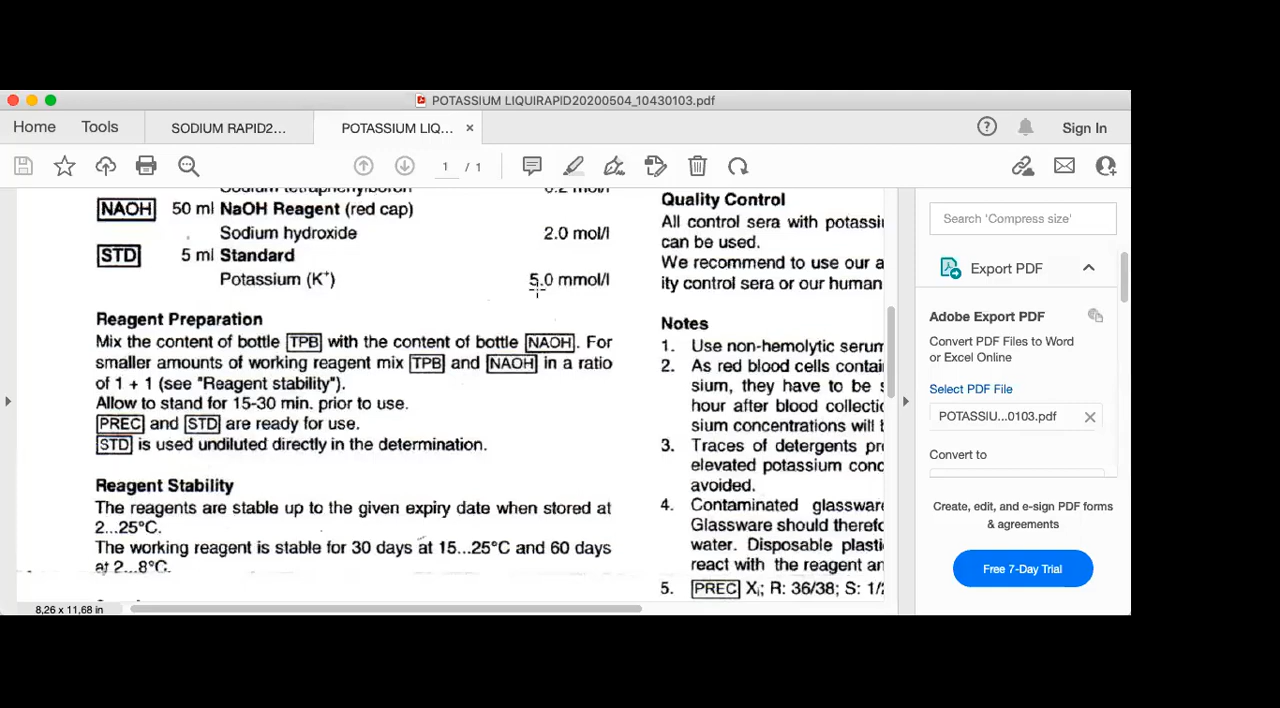 POTASSIUM LIQUIRAPID20200504_10430103.pdf
Home Tools SODIUM RAPID2... POTASSIUM LIQ... × ? Sign In
1 / 1
Sodium tetraphenylboron 0.2 mol/l
NAOH 50 ml NaOH Reagent (red cap)
Sodium hydroxide 2.0 mol/l
STD 5 ml Standard
Potassium (K+) 5.0 mmol/l
Reagent Preparation
Mix the content of bottle TPB with the content of bottle NAOH. For
smaller amounts of working reagent mix TPB and NAOH in a ratio
of 1 + 1 (see "Reagent stability").
Allow to stand for 15-30 min. prior to use.
PREC and STD are ready for use.
STD is used undiluted directly in the determination.
Reagent Stability
The reagents are stable up to the given expiry date when stored at
2...25°C.
The working reagent is stable for 30 days at 15...25°C and 60 days
at 2...8°C.
Quality Control
All control sera with potassi
can be used.
We recommend to use our a
ity control sera or our human
Notes
1. Use non-hemolytic serum
2. As red blood cells contai
sium, they have to be s
hour after blood collectic
sium concentrations will b
3. Traces of detergents pr
elevated potassium conc
avoided.
4. Contaminated glassware
Glassware should therefo
water. Disposable plasti
react with the reagent an
5. PREC Xi; R: 36/38; S: 1/2
Search 'Compress size'
Export PDF
Adobe Export PDF
Convert PDF Files to Word
or Excel Online
Select PDF File
POTASSIU...0103.pdf
Convert to
Create, edit, and e-sign PDF forms
& agreements
Free 7-Day Trial
8,26 x 11,68 in